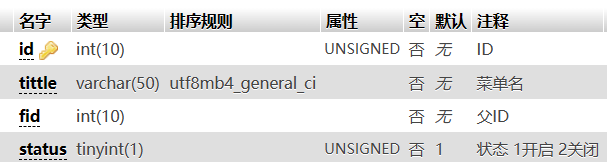 名字 类型 排序规则 属性 空 默认 注释
id int(10) UNSIGNED 否 无 ID
tittle varchar(50) utf8mb4_general_ci 否 无 菜单名
fid int(10) 否 无 父ID
status tinyint(1) UNSIGNED 否 1 状态 1开启 2关闭